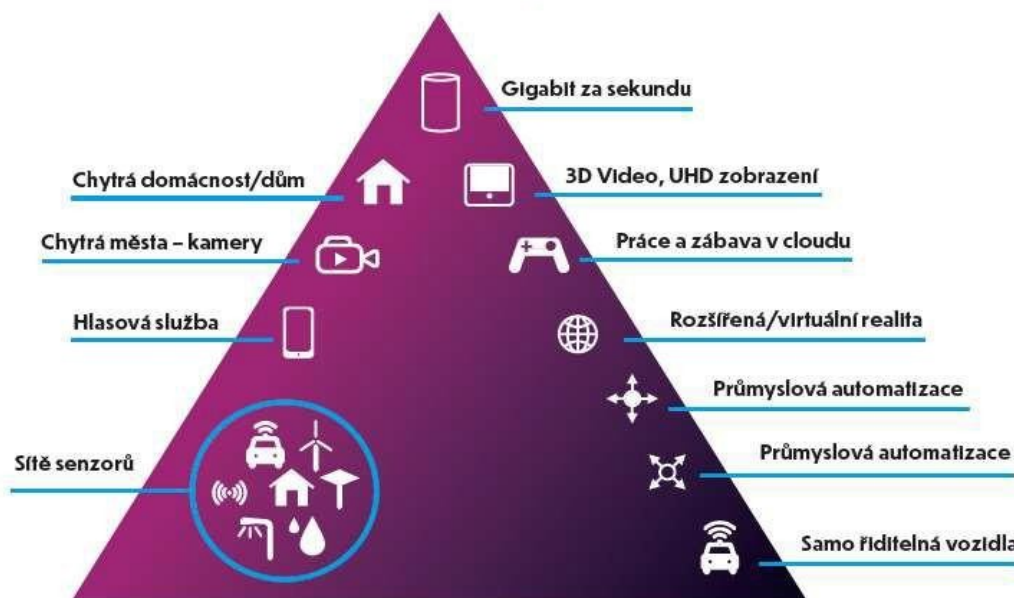 Gigabit za sekundu
Chytrá domácnost/dům
3D Video, UHD zobrazení
Chytrá města – kamery
Práce a zábava v cloudu
Hlasová služba
Rozšířená/virtuální realita
Průmyslová automatizace
Sítě senzorů
Průmyslová automatizace
Samo řiditelná vozidla